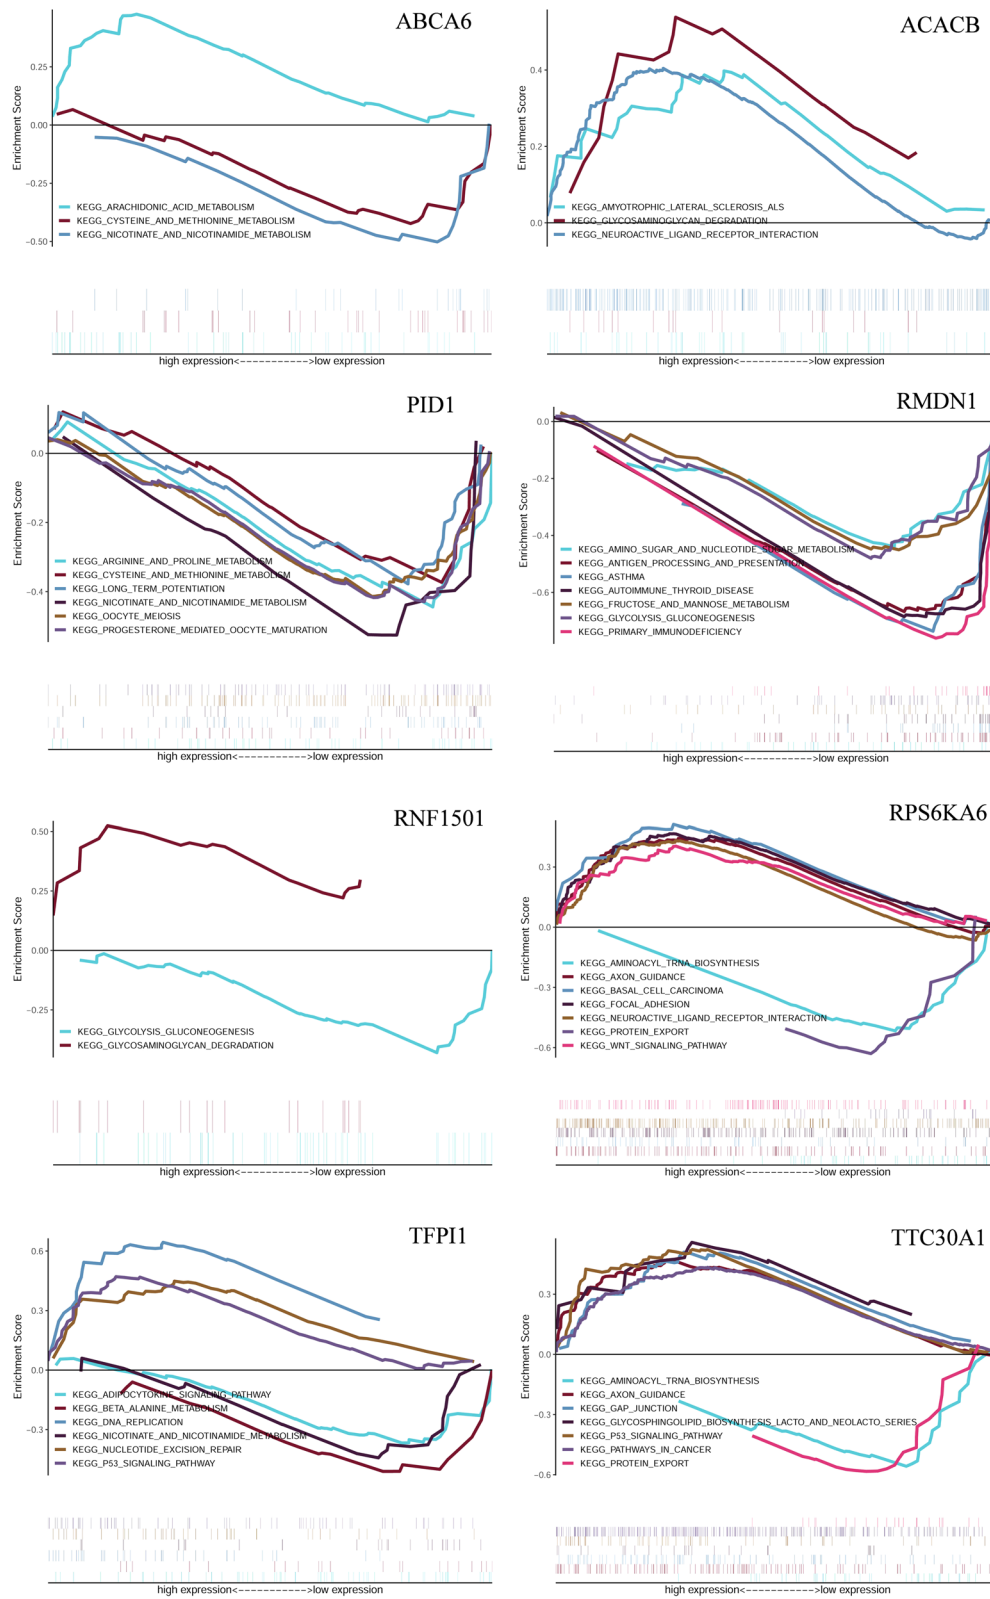 ABCA6
Enrichment Score
0.25
0.00
−0.25
−0.50
KEGG_ARACHIDONIC_ACID_METABOLISM
KEGG_CYSTEINE_AND_METHIONINE_METABOLISM
KEGG_NICOTINATE_AND_NICOTINAMIDE_METABOLISM
high expression<----------->low expression
ACACB
Enrichment Score
0.4
0.2
0.0
KEGG_AMYOTROPHIC_LATERAL_SCLEROSIS_ALS
KEGG_GLYCOSAMINOGLYCAN_DEGRADATION
KEGG_NEUROACTIVE_LIGAND_RECEPTOR_INTERACTION
high expression<----------->low expression
PID1
Enrichment Score
0.0
−0.2
−0.4
KEGG_ARGININE_AND_PROLINE_METABOLISM
KEGG_CYSTEINE_AND_METHIONINE_METABOLISM
KEGG_LONG_TERM_POTENTIATION
KEGG_NICOTINATE_AND_NICOTINAMIDE_METABOLISM
KEGG_OOCYTE_MEIOSIS
KEGG_PROGESTERONE_MEDIATED_OOCYTE_MATURATION
high expression<----------->low expression
RMDN1
Enrichment Score
0.0
−0.2
−0.4
−0.6
KEGG_AMINO_SUGAR_AND_NUCLEOTIDE_SUGAR_METABOLISM
KEGG_ANTIGEN_PROCESSING_AND_PRESENTATION
KEGG_ASTHMA
KEGG_AUTOIMMUNE_THYROID_DISEASE
KEGG_FRUCTOSE_AND_MANNOSE_METABOLISM
KEGG_GLYCOLYSIS_GLUCONEOGENESIS
KEGG_PRIMARY_IMMUNODEFICIENCY
high expression<----------->low expression
RNF1501
Enrichment Score
0.50
0.25
0.00
−0.25
KEGG_GLYCOLYSIS_GLUCONEOGENESIS
KEGG_GLYCOSAMINOGLYCAN_DEGRADATION
high expression<----------->low expression
RPS6KA6
Enrichment Score
0.3
0.0
−0.3
−0.6
KEGG_AMINOACYL_TRNA_BIOSYNTHESIS
KEGG_AXON_GUIDANCE
KEGG_BASAL_CELL_CARCINOMA
KEGG_FOCAL_ADHESION
KEGG_NEUROACTIVE_LIGAND_RECEPTOR_INTERACTION
KEGG_PROTEIN_EXPORT
KEGG_WNT_SIGNALING_PATHWAY
high expression<----------->low expression
TFPI1
Enrichment Score
0.6
0.3
0.0
−0.3
KEGG_ADIPOCYTOKINE_SIGNALING_PATHWAY
KEGG_BETA_ALANINE_METABOLISM
KEGG_DNA_REPLICATION
KEGG_NICOTINATE_AND_NICOTINAMIDE_METABOLISM
KEGG_NUCLEOTIDE_EXCISION_REPAIR
KEGG_P53_SIGNALING_PATHWAY
high expression<----------->low expression
TTC30A1
Enrichment Score
0.3
0.0
−0.3
−0.6
KEGG_AMINOACYL_TRNA_BIOSYNTHESIS
KEGG_AXON_GUIDANCE
KEGG_GAP_JUNCTION
KEGG_GLYCOSPHINGOLIPID_BIOSYNTHESIS_LACTO_AND_NEOLACTO_SERIES
KEGG_P53_SIGNALING_PATHWAY
KEGG_PATHWAYS_IN_CANCER
KEGG_PROTEIN_EXPORT
high expression<----------->low expression